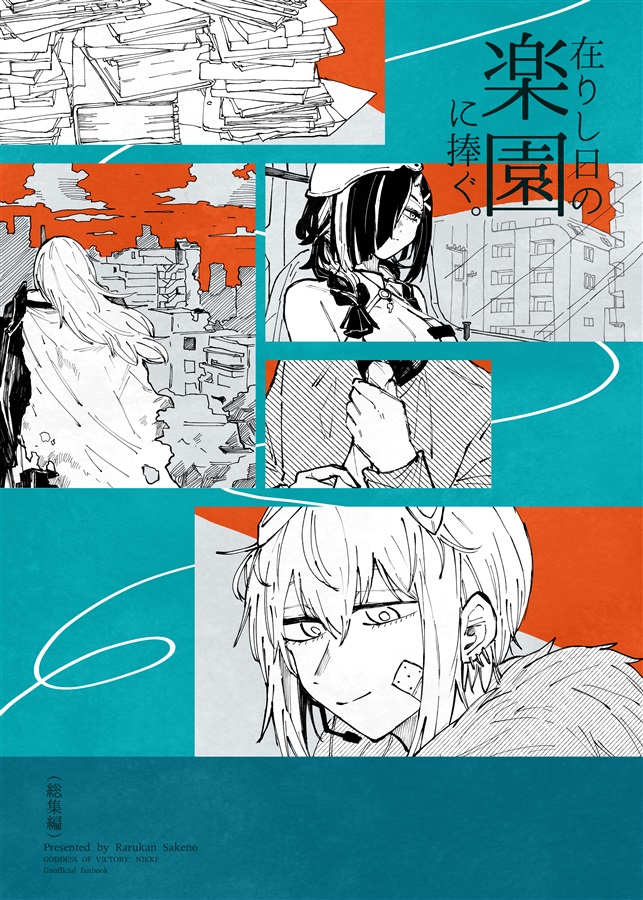 在りし日の
楽園
に捧ぐ。
(総集編)
Presented by Rarukan Sakeno
GODDESS OF VICTORY: NIKKE
Unofficial fanbook